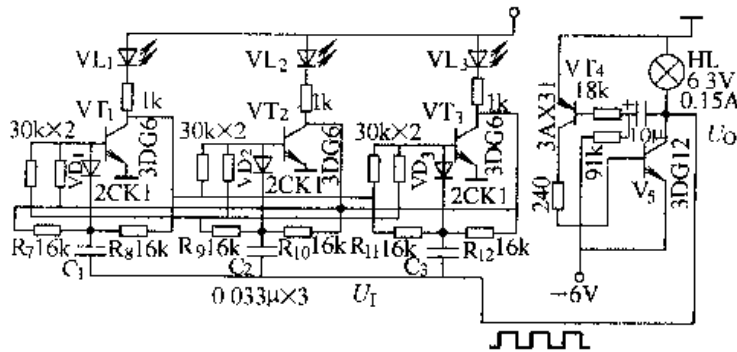 VL1
VL2
VL3
HL
6 3V
0.15A
VT4
18k
3AX31
+
10μ
UO
VT1
1k
3DG6
VT2
1k
3DG6
VT3
1k
3DG6
30k×2
30k×2
30k×2
VD1
2CK1
VD2
2CK1
VD3
2CK1
91k
240
V5
3DG12
R7 16k
R8 16k
R9 16k
R10 16k
R11 16k
R12 16k
C1
C2
C3
0 033μ×3
UI
→6V